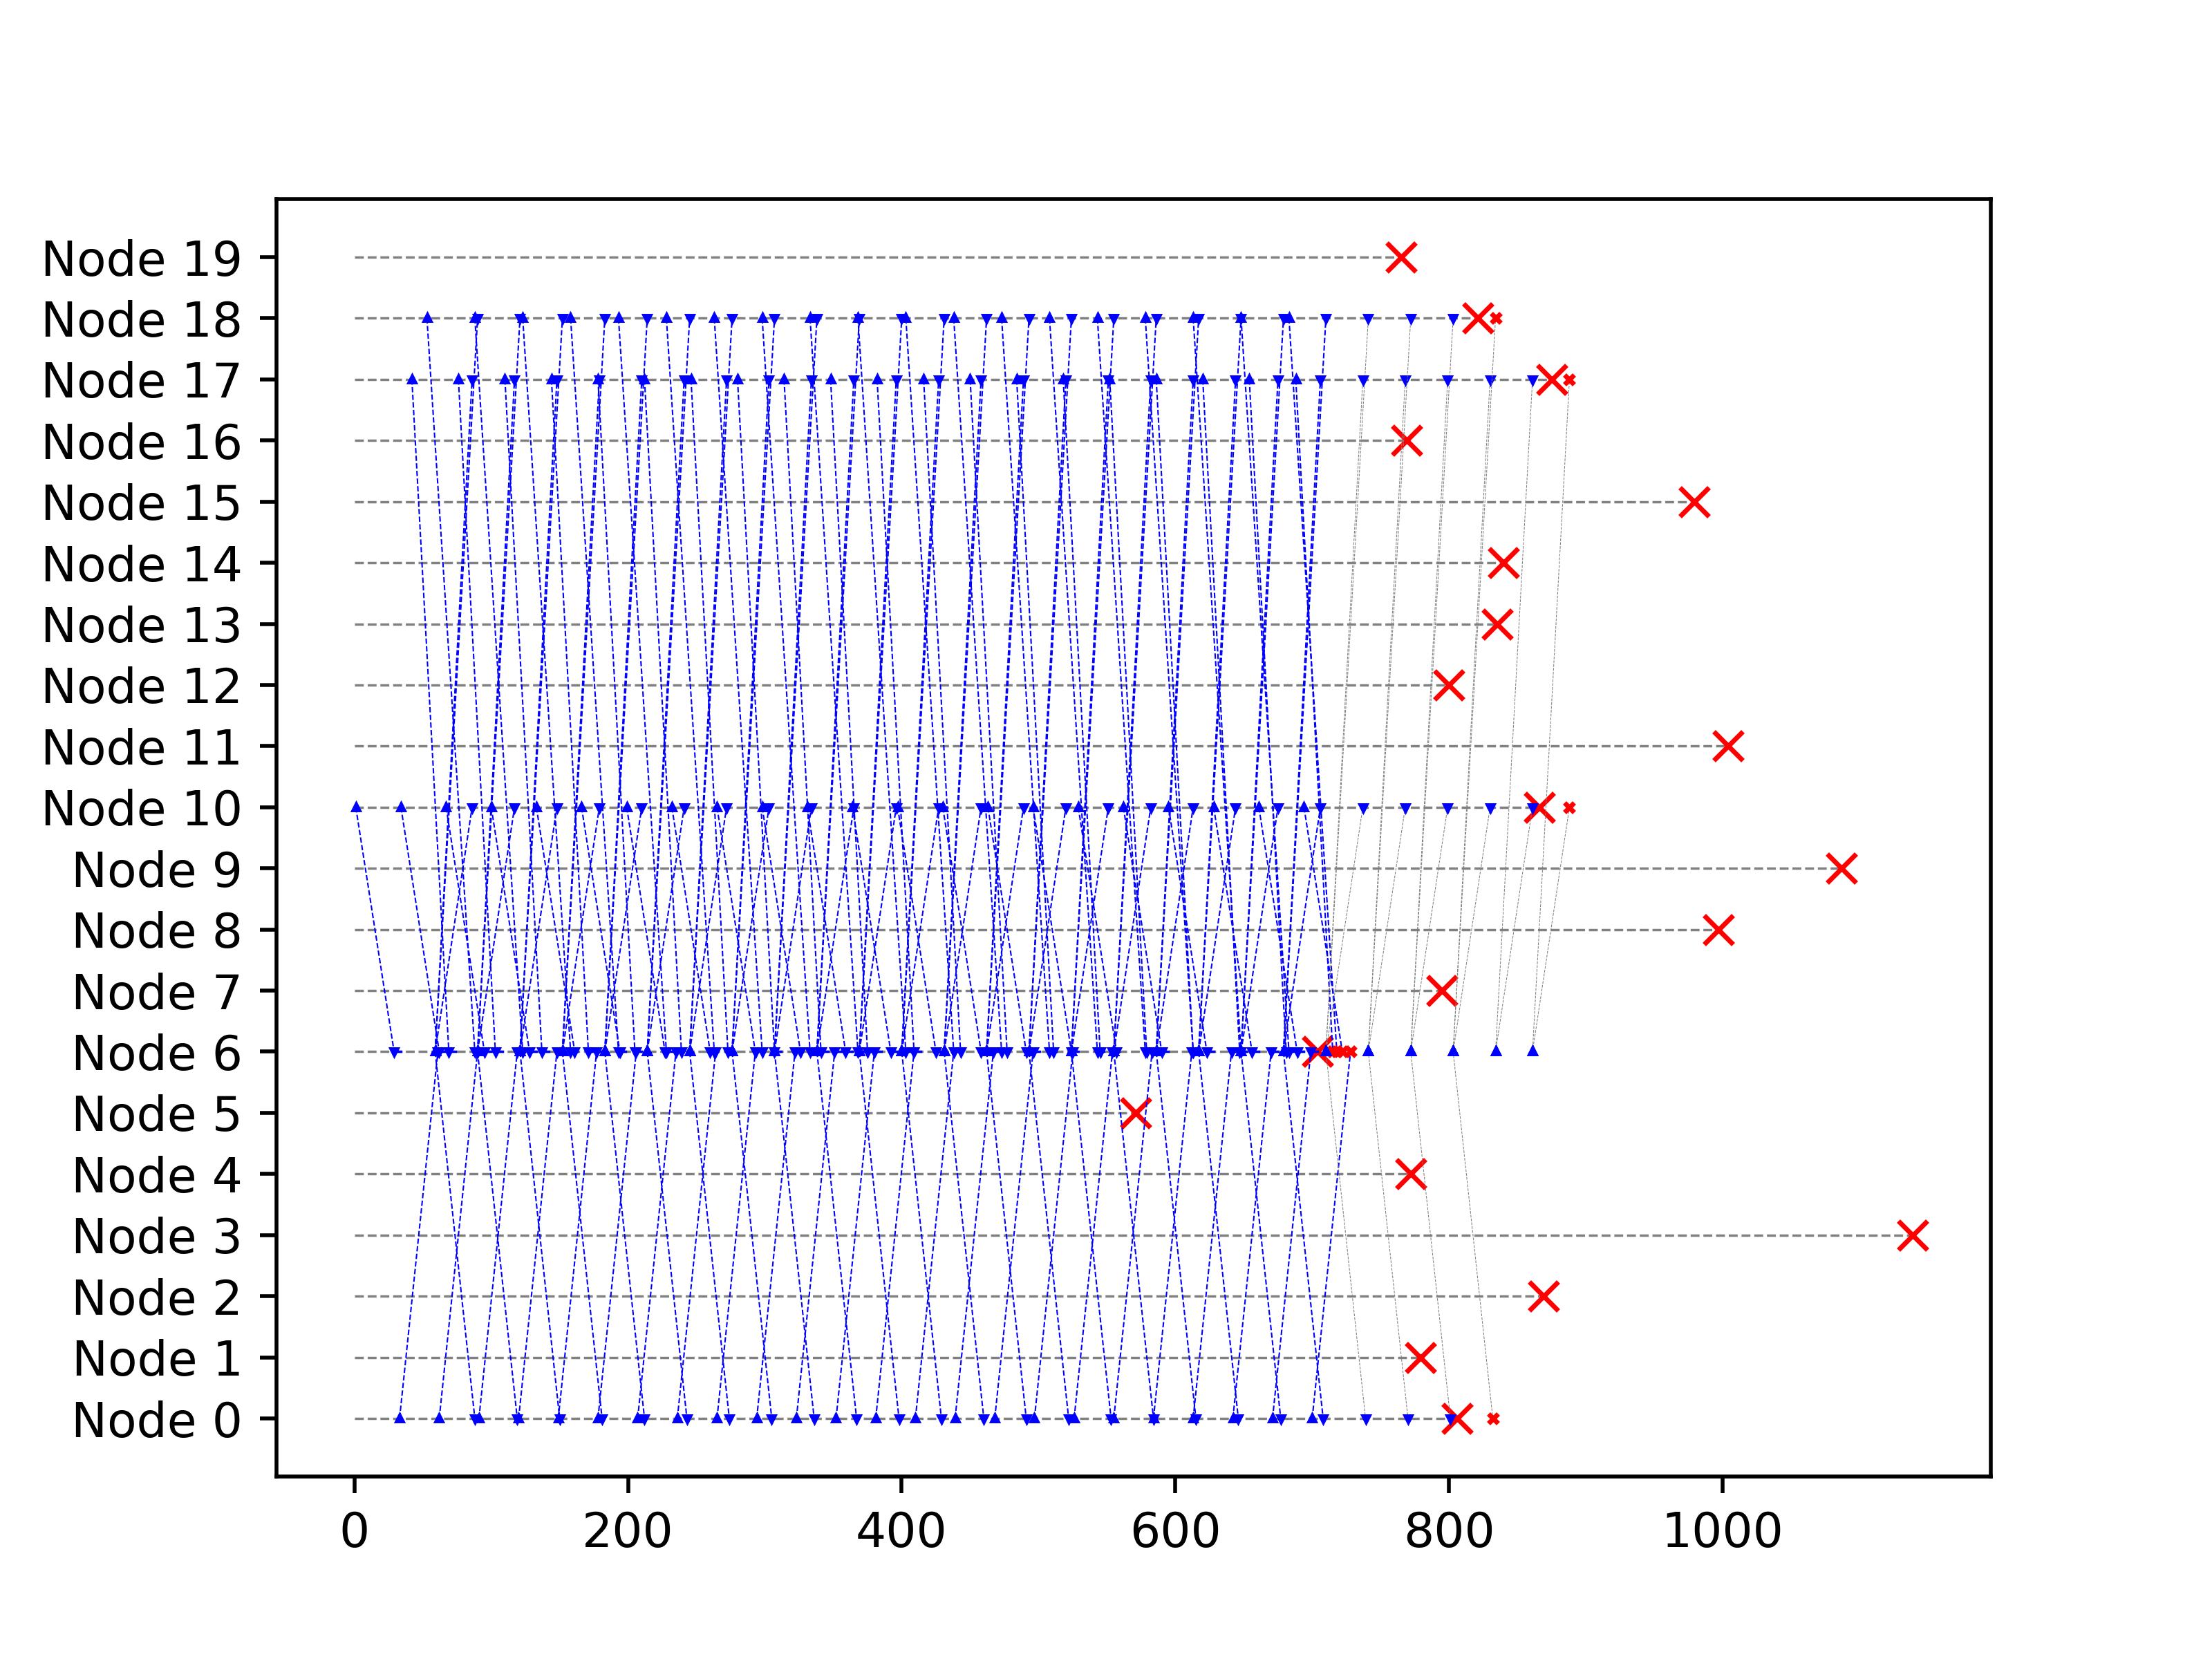 Node 19
Node 18
Node 17
Node 16
Node 15
Node 14
Node 13
Node 12
Node 11
Node 10
Node 9
Node 8
Node 7
Node 6
Node 5
Node 4
Node 3
Node 2
Node 1
Node 0
0 200 400 600 800 1000